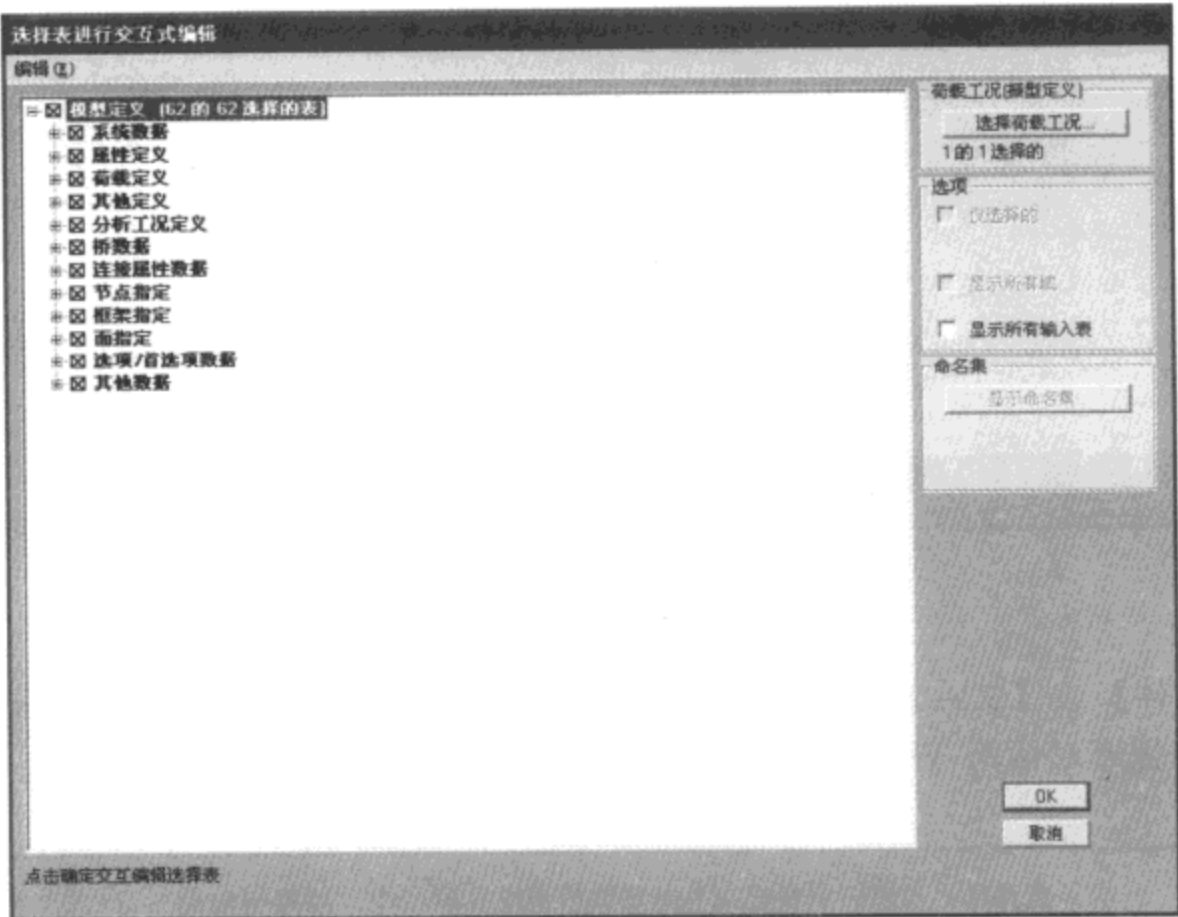 选择表进行交互式编辑
编辑(E)
模型定义 (62 的 62 选择的表)
系统数据
属性定义
荷载定义
其他定义
分析工况定义
桥数据
连接属性数据
节点指定
框架指定
面指定
选项/首选项数据
其他数据
荷载工况(模型定义)
选择荷载工况...
1 的 1 选择的
选项
仅选择的
显示所有域
显示所有输入表
命名集
显示命名集
OK
取消
点击确定交互编辑选择表